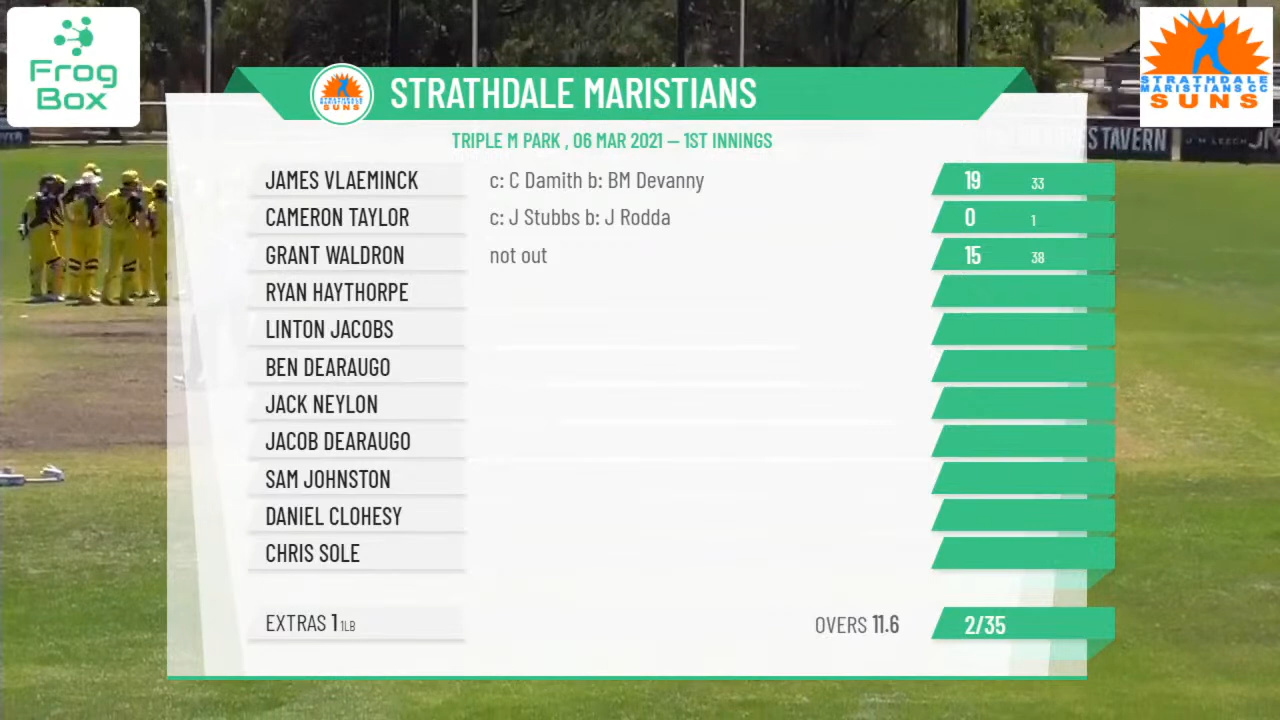 Frog
Box
STRATHDALE
MARISTIANS CC
SUNS
STRATHDALE MARISTIANS
TRIPLE M PARK , 06 MAR 2021 – 1ST INNINGS
TAVERN
JAMES VLAEMINCK c: C Damith b: BM Devanny 19 33
CAMERON TAYLOR c: J Stubbs b: J Rodda 0 1
GRANT WALDRON not out 15 38
RYAN HAYTHORPE
LINTON JACOBS
BEN DEARAUGO
JACK NEYLON
JACOB DEARAUGO
SAM JOHNSTON
DANIEL CLOHESY
CHRIS SOLE
EXTRAS 1 1LB OVERS 11.6 2/35